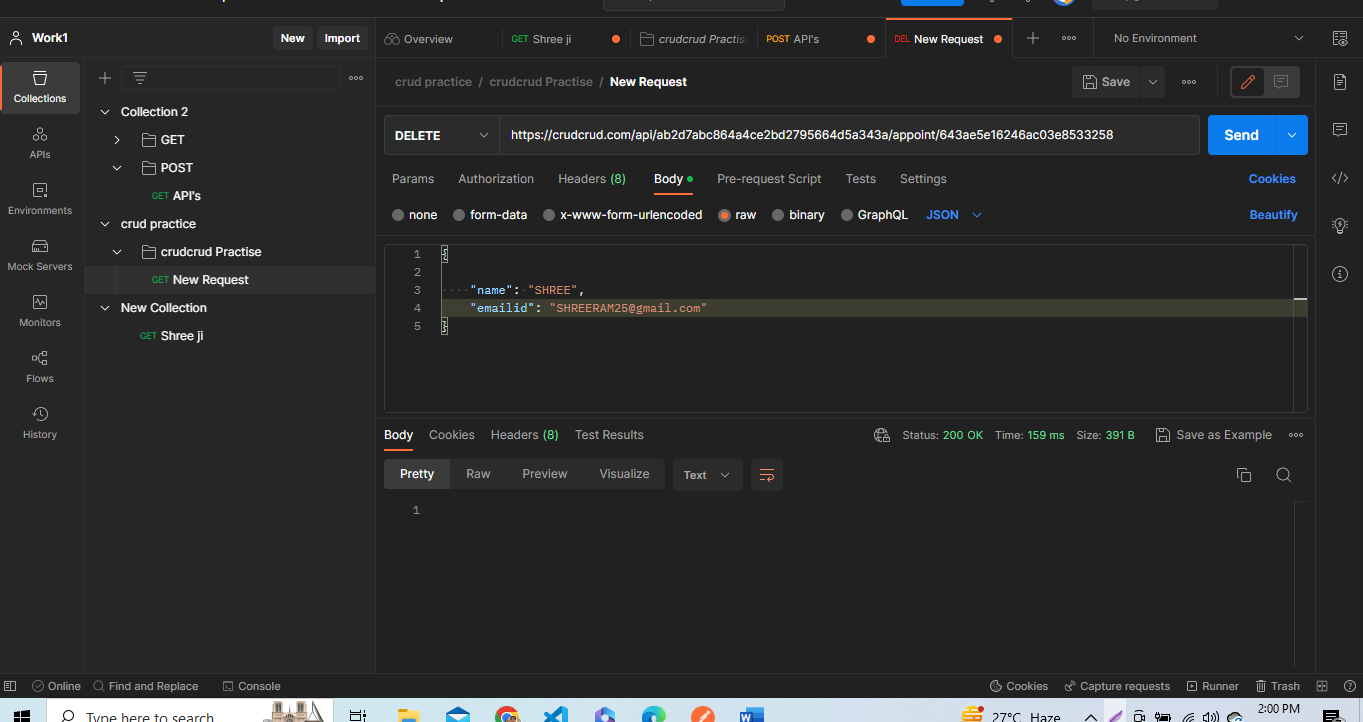 Work1
New
Import
Overview
GET Shree ji
crudcrud Practis
POST API's
DEL New Request
No Environment
Collections
APIs
Environments
Mock Servers
Monitors
Flows
History
Collection 2
GET
POST
GET API's
crud practice
crudcrud Practise
GET New Request
New Collection
GET Shree ji
crud practice / crudcrud Practise / New Request
Save
DELETE
https://crudcrud.com/api/ab2d7abc864a4ce2bd2795664d5a343a/appoint/643ae5e16246ac03e8533258
Send
Params Authorization Headers (8) Body Pre-request Script Tests Settings
Cookies
none form-data x-www-form-urlencoded raw binary GraphQL JSON
Beautify
1 {
2
3 "name": "SHREE",
4 "emailid": "SHREERAM25@gmail.com"
5 }
Body Cookies Headers (8) Test Results
Status: 200 OK Time: 159 ms Size: 391 B
Save as Example
Pretty Raw Preview Visualize
Text
1
Online
Find and Replace
Console
Cookies
Capture requests
Runner
Trash
Type here to search
27°C Haze
2:00 PM